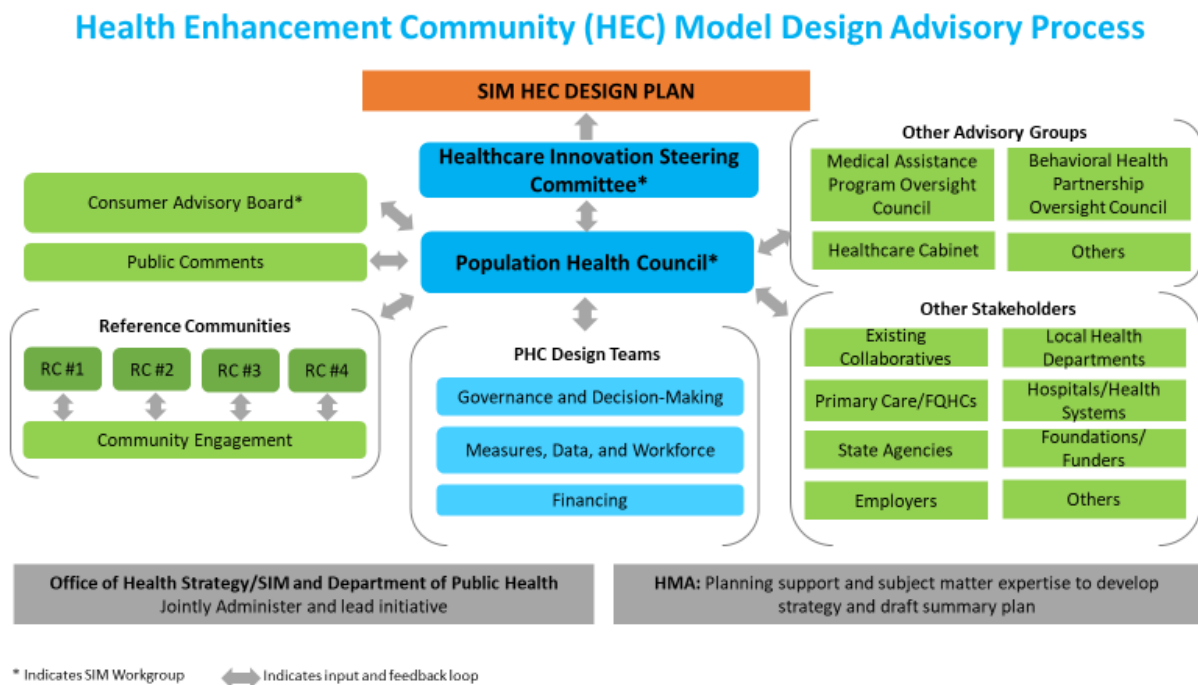 Health Enhancement Community (HEC) Model Design Advisory Process
SIM HEC DESIGN PLAN
Healthcare Innovation Steering
Committee*
Population Health Council*
Consumer Advisory Board*
Public Comments
Reference Communities
RC #1
RC #2
RC #3
RC #4
Community Engagement
PHC Design Teams
Governance and Decision-Making
Measures, Data, and Workforce
Financing
Other Advisory Groups
Medical Assistance
Program Oversight
Council
Behavioral Health
Partnership
Oversight Council
Healthcare Cabinet
Others
Other Stakeholders
Existing
Collaboratives
Local Health
Departments
Primary Care/FQHCs
Hospitals/Health
Systems
State Agencies
Foundations/
Funders
Employers
Others
Office of Health Strategy/SIM and Department of Public Health
Jointly Administer and lead initiative
HMA: Planning support and subject matter expertise to develop
strategy and draft summary plan
* Indicates SIM Workgroup
Indicates input and feedback loop